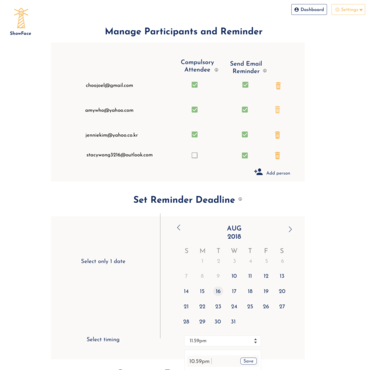 Dashboard
Settings
ShowFace
Manage Participants and Reminder
Compulsory Attendee
Send Email Reminder
chaejoel@gmail.com
amywho@yahoo.com
jenniekim@yahoo.co.kr
stacywong3216@outlook.com
Add person
Set Reminder Deadline
AUG
2018
S M T W T F S
1 2 3 4 5 6
7 8 9 10 11 12 13
14 15 16 17 18 19 20
21 22 23 24 25 26 27
28 29 30 31
Select only 1 date
Select timing
11:59pm
10:59pm
Save